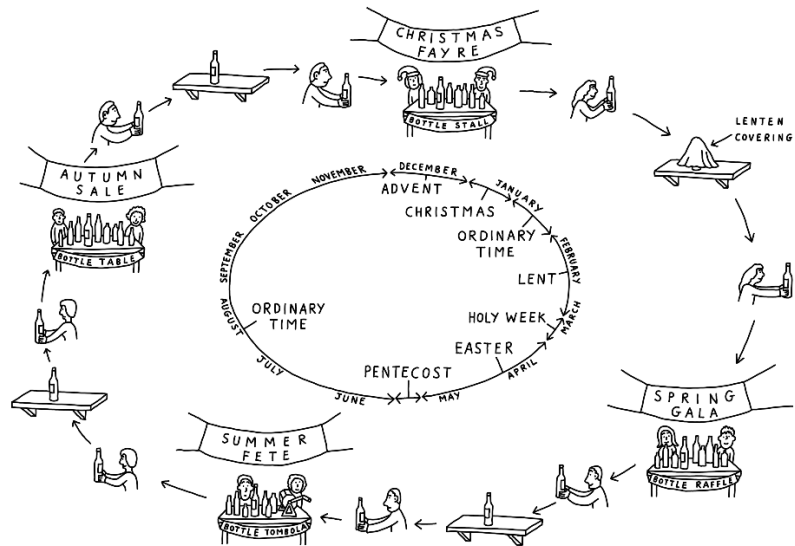 CHRISTMAS
FAYRE
BOTTLE STALL
LENTEN
COVERING
SPRING
GALA
BOTTLE RAFFLE
SUMMER
FETE
BOTTLE TOMBOLA
AUTUMN
SALE
BOTTLE TABLE
DECEMBER
JANUARY
FEBRUARY
MARCH
APRIL
MAY
JUNE
JULY
AUGUST
SEPTEMBER
OCTOBER
NOVEMBER
ADVENT
CHRISTMAS
ORDINARY
TIME
LENT
HOLY WEEK
EASTER
PENTECOST
ORDINARY
TIME